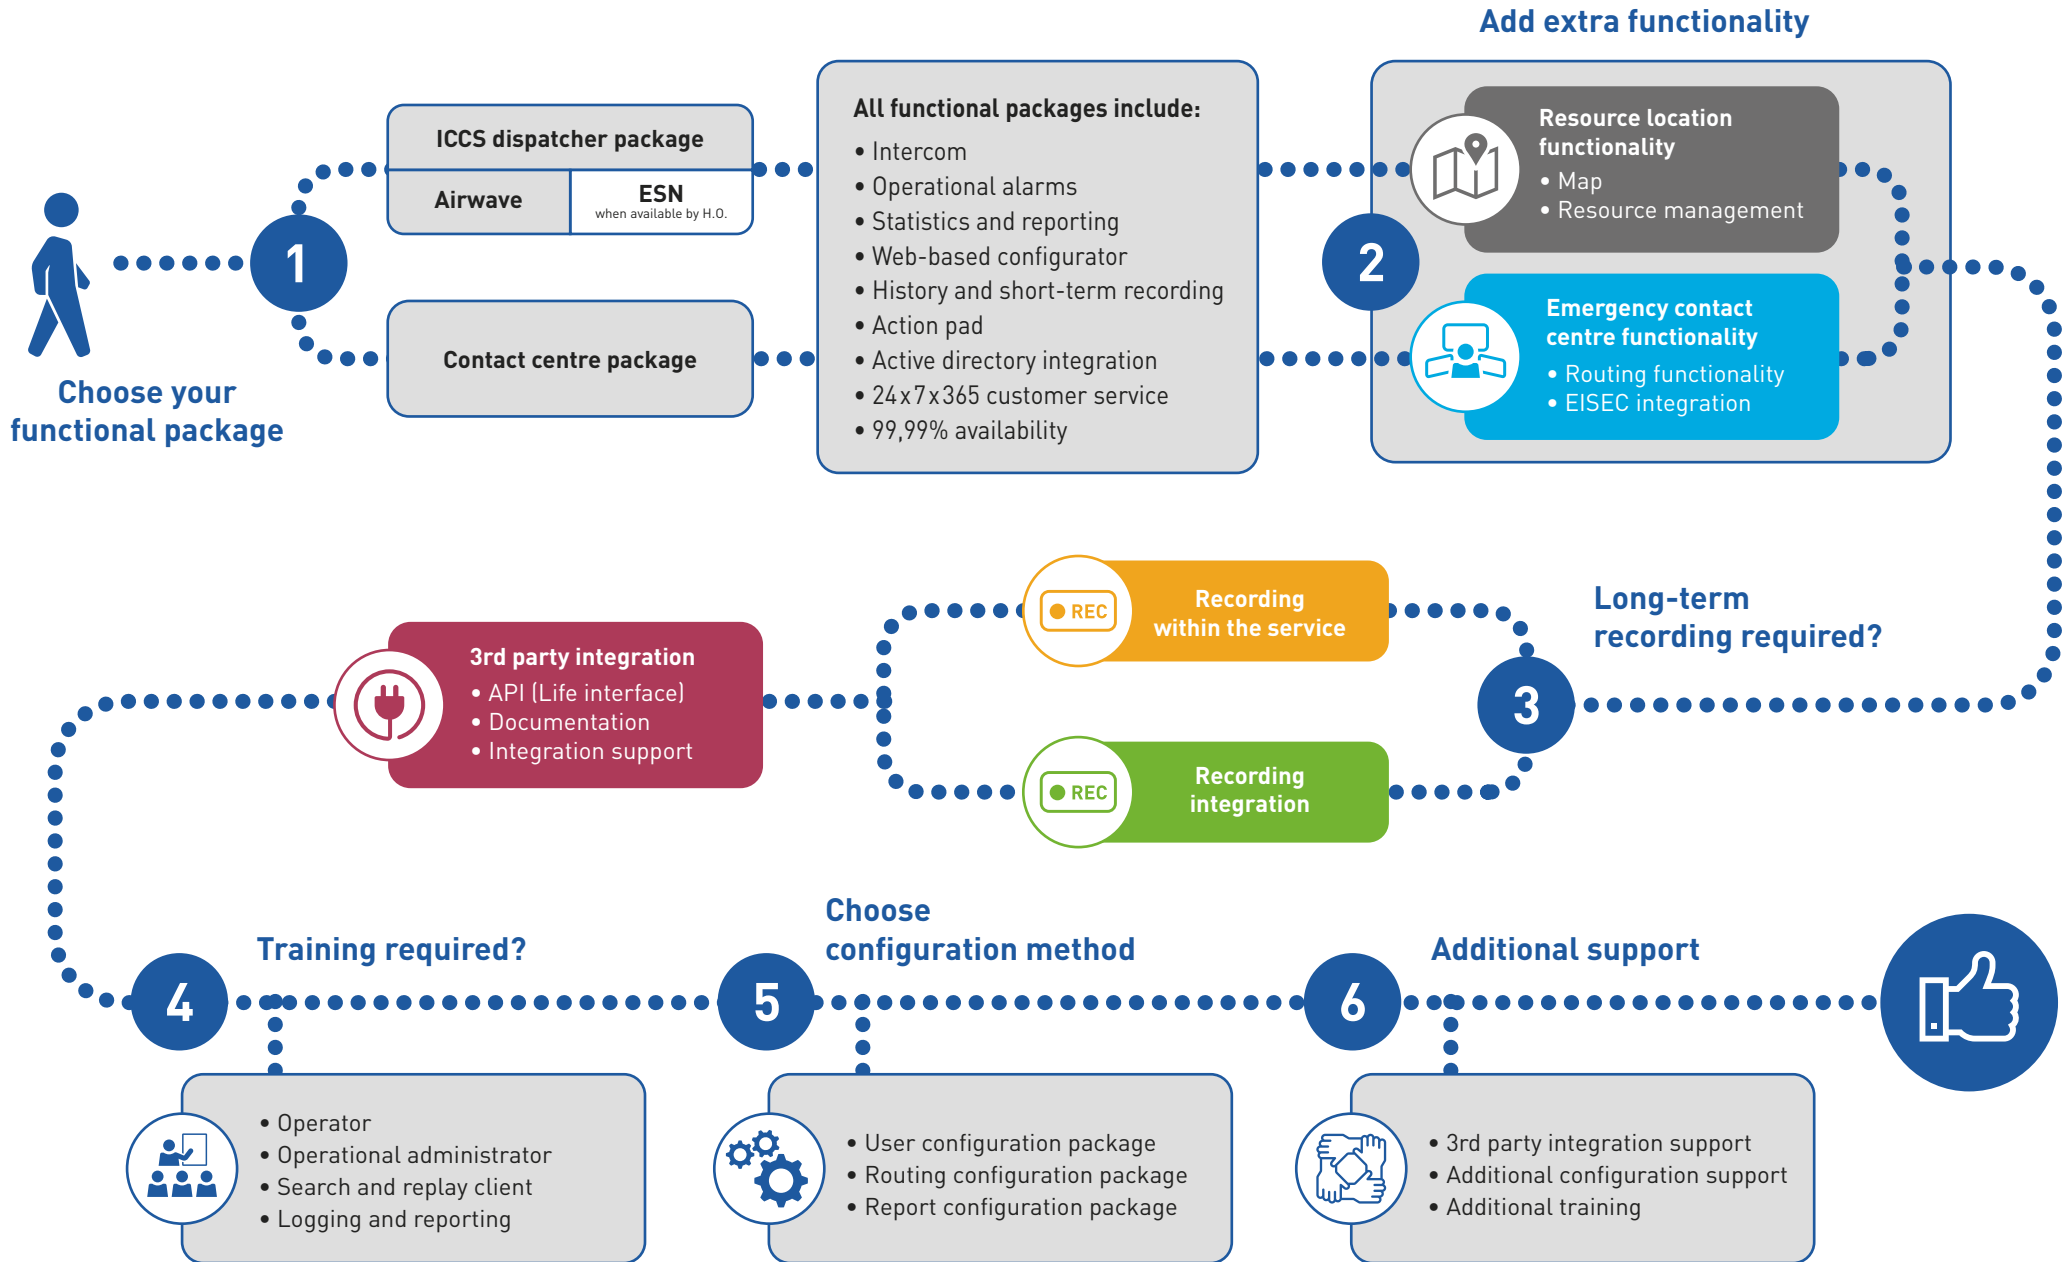 Choose your
functional package
1
ICCS dispatcher package
Airwave
ESN
when available by H.O.
Contact centre package
All functional packages include:
• Intercom
• Operational alarms
• Statistics and reporting
• Web-based configurator
• History and short-term recording
• Action pad
• Active directory integration
• 24x7x365 customer service
• 99,99% availability
Add extra functionality
2
Resource location
functionality
• Map
• Resource management
Emergency contact
centre functionality
• Routing functionality
• EISEC integration
Long-term
recording required?
3
REC
Recording
within the service
REC
Recording
integration
3rd party integration
• API (Life interface)
• Documentation
• Integration support
4
Training required?
• Operator
• Operational administrator
• Search and replay client
• Logging and reporting
5
Choose
configuration method
• User configuration package
• Routing configuration package
• Report configuration package
6
Additional support
• 3rd party integration support
• Additional configuration support
• Additional training